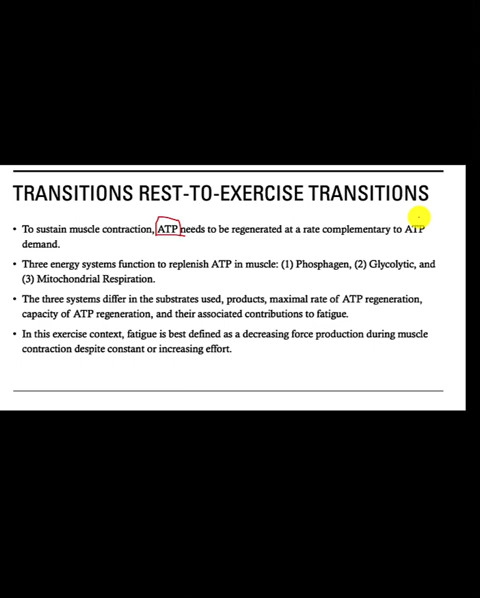 TRANSITIONS REST-TO-EXERCISE TRANSITIONS
• To sustain muscle contraction, ATP needs to be regenerated at a rate complementary to ATP
demand.
• Three energy systems function to replenish ATP in muscle: (1) Phosphagen, (2) Glycolytic, and
(3) Mitochondrial Respiration.
• The three systems differ in the substrates used, products, maximal rate of ATP regeneration,
capacity of ATP regeneration, and their associated contributions to fatigue.
• In this exercise context, fatigue is best defined as a decreasing force production during muscle
contraction despite constant or increasing effort.